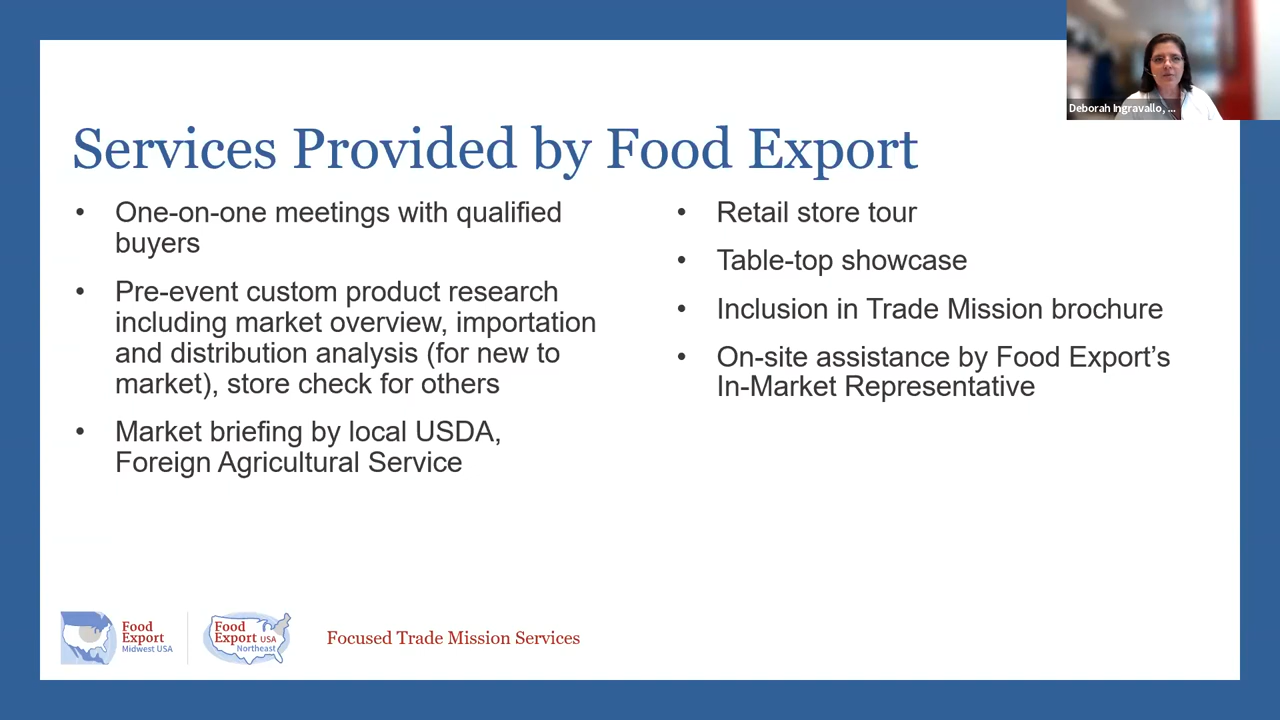 Deborah Ingravallo, ...
Services Provided by Food Export
• One-on-one meetings with qualified
buyers
• Pre-event custom product research
including market overview, importation
and distribution analysis (for new to
market), store check for others
• Market briefing by local USDA,
Foreign Agricultural Service
• Retail store tour
• Table-top showcase
• Inclusion in Trade Mission brochure
• On-site assistance by Food Export’s
In-Market Representative
Food
Export
Midwest USA
Food
Export USA
Northeast
Focused Trade Mission Services